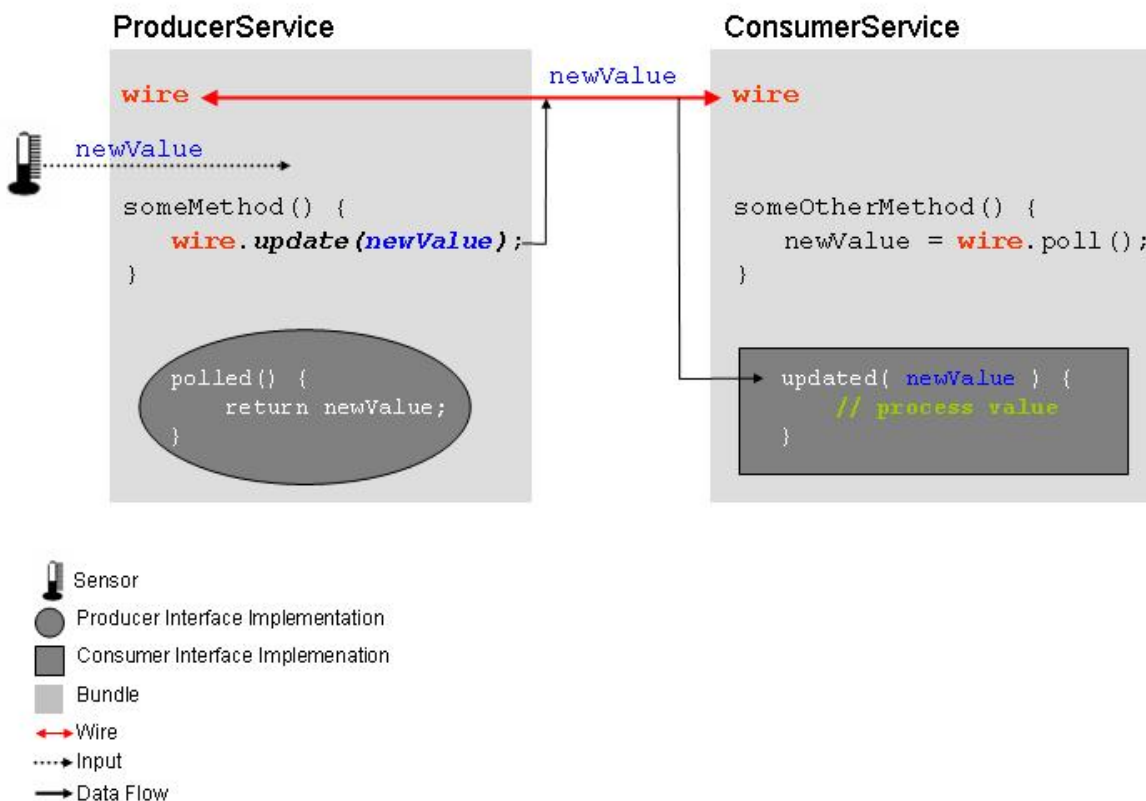 ProducerService
ConsumerService
newValue
wire
wire
newValue
someMethod() {
wire.update(newValue);
}
someOtherMethod() {
newValue = wire.poll();
}
polled() {
return newValue;
}
updated( newValue ) {
// process value
}
Sensor
Producer Interface Implementation
Consumer Interface Implemenation
Bundle
Wire
Input
Data Flow